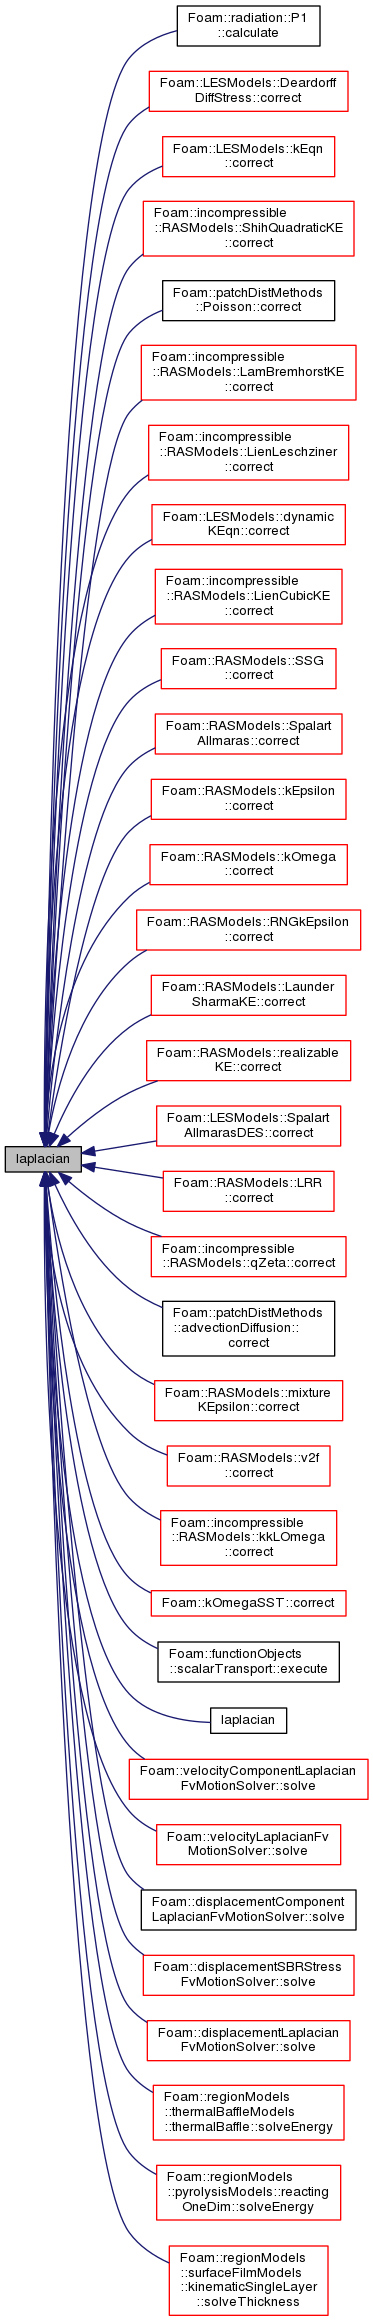 Foam::radiation::P1
::calculate
Foam::LESModels::Deardorff
DiffStress::correct
Foam::LESModels::kEqn
::correct
Foam::incompressible
::RASModels::ShihQuadraticKE
::correct
Foam::patchDistMethods
::Poisson::correct
Foam::incompressible
::RASModels::LamBremhorstKE
::correct
Foam::incompressible
::RASModels::LienLeschziner
::correct
Foam::LESModels::dynamic
KEqn::correct
Foam::incompressible
::RASModels::LienCubicKE
::correct
Foam::RASModels::SSG
::correct
Foam::RASModels::Spalart
Allmaras::correct
Foam::RASModels::kEpsilon
::correct
Foam::RASModels::kOmega
::correct
Foam::RASModels::RNGkEpsilon
::correct
Foam::RASModels::Launder
SharmaKE::correct
Foam::RASModels::realizable
KE::correct
laplacian
Foam::LESModels::Spalart
AllmarasDES::correct
Foam::RASModels::LRR
::correct
Foam::incompressible
::RASModels::qZeta::correct
Foam::patchDistMethods
::advectionDiffusion::
correct
Foam::RASModels::mixture
KEpsilon::correct
Foam::RASModels::v2f
::correct
Foam::incompressible
::RASModels::kkLOmega
::correct
Foam::kOmegaSST::correct
Foam::functionObjects
::scalarTransport::execute
laplacian
Foam::velocityComponentLaplacian
FvMotionSolver::solve
Foam::velocityLaplacianFv
MotionSolver::solve
Foam::displacementComponent
LaplacianFvMotionSolver::solve
Foam::displacementSBRStress
FvMotionSolver::solve
Foam::displacementLaplacian
FvMotionSolver::solve
Foam::regionModels
::thermalBaffleModels
::thermalBaffle::solveEnergy
Foam::regionModels
::pyrolysisModels::reacting
OneDim::solveEnergy
Foam::regionModels
::surfaceFilmModels
::kinematicSingleLayer
::solveThickness